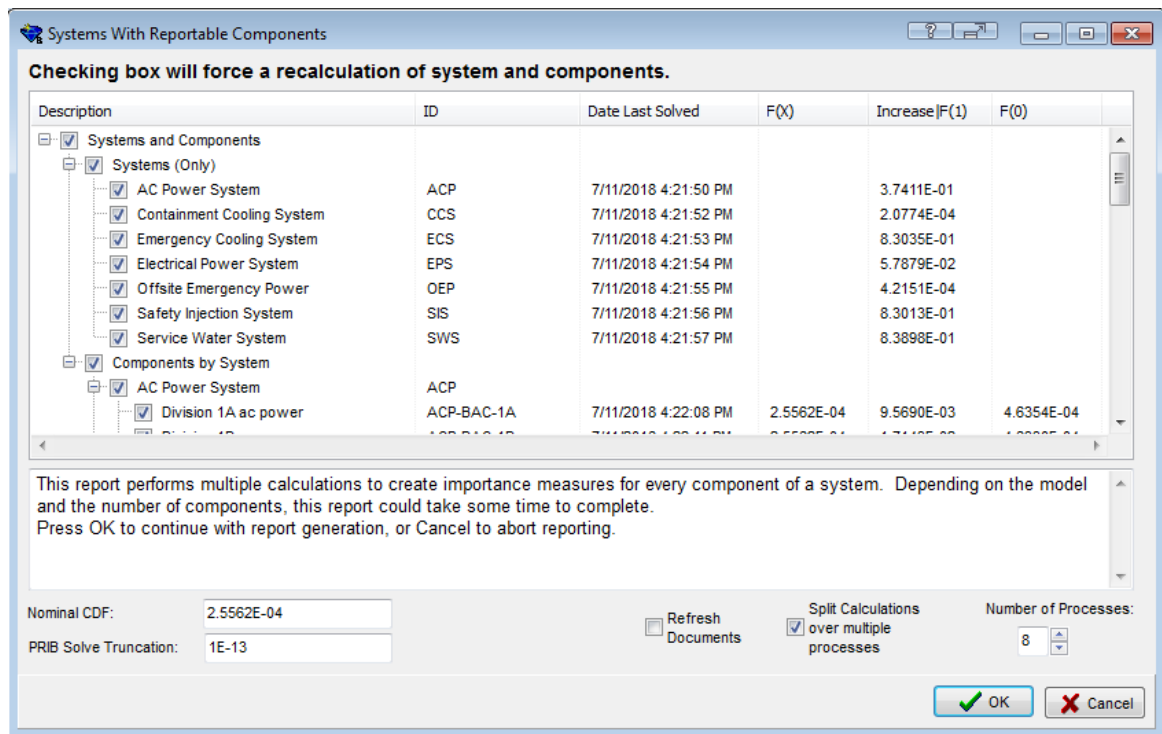 Systems With Reportable Components
Checking box will force a recalculation of system and components.
Description ID Date Last Solved F(X) Increase|F(1) F(0)
Systems and Components
Systems (Only)
AC Power System ACP 7/11/2018 4:21:50 PM 3.7411E-01
Containment Cooling System CCS 7/11/2018 4:21:52 PM 2.0774E-04
Emergency Cooling System ECS 7/11/2018 4:21:53 PM 8.3035E-01
Electrical Power System EPS 7/11/2018 4:21:54 PM 5.7879E-02
Offsite Emergency Power OEP 7/11/2018 4:21:55 PM 4.2151E-04
Safety Injection System SIS 7/11/2018 4:21:56 PM 8.3013E-01
Service Water System SWS 7/11/2018 4:21:57 PM 8.3898E-01
Components by System
AC Power System ACP
Division 1A ac power ACP-BAC-1A 7/11/2018 4:22:08 PM 2.5562E-04 9.5690E-03 4.6354E-04
This report performs multiple calculations to create importance measures for every component of a system. Depending on the model
and the number of components, this report could take some time to complete.
Press OK to continue with report generation, or Cancel to abort reporting.
Nominal CDF: 2.5562E-04
PRIB Solve Truncation: 1E-13
Refresh
Documents
Split Calculations
over multiple
processes
Number of Processes:
8
OK Cancel